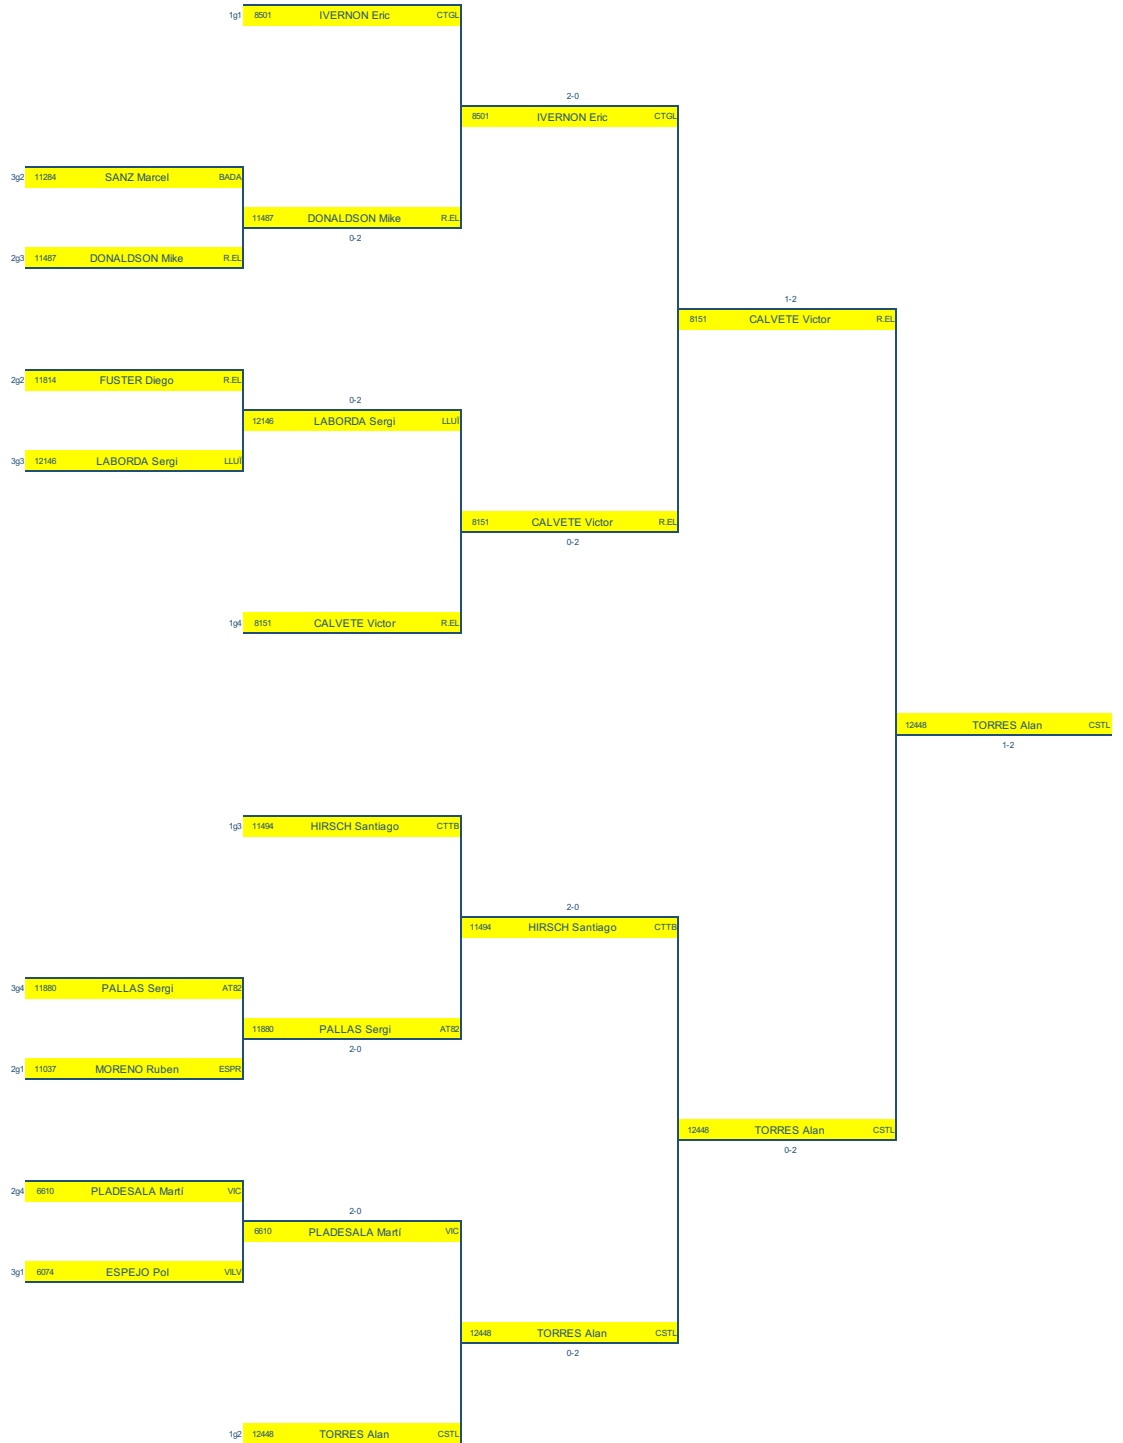 1g1 8501 IVERNON Eric CTGL
2-0
8501 IVERNON Eric CTGL
3g2 11284 SANZ Marcel BADA
11487 DONALDSON Mike R.EL
0-2
2g3 11487 DONALDSON Mike R.EL
1-2
8151 CALVETE Victor R.EL
2g2 11814 FUSTER Diego R.EL
0-2
12146 LABORDA Sergi LLUÏ
3g3 12146 LABORDA Sergi LLUÏ
8151 CALVETE Victor R.EL
0-2
1g4 8151 CALVETE Victor R.EL
12448 TORRES Alan CSTL
1-2
1g3 11494 HIRSCH Santiago CTTB
2-0
11494 HIRSCH Santiago CTTB
3g4 11880 PALLAS Sergi AT82
11880 PALLAS Sergi AT82
2-0
2g1 11037 MORENO Ruben ESPR
12448 TORRES Alan CSTL
0-2
2g4 6610 PLADESALA Martí VIC
2-0
6610 PLADESALA Martí VIC
3g1 6074 ESPEJO Pol VILV
12448 TORRES Alan CSTL
0-2
1g2 12448 TORRES Alan CSTL